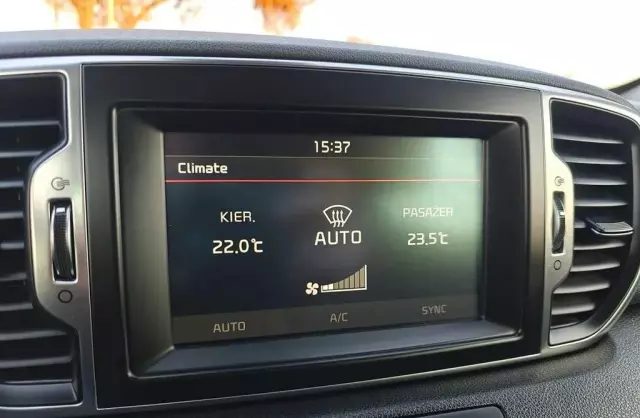 15:37
Climate
KIER. PASAŻER
AUTO
22.0°C 23.5°C
AUTO A/C SYNC